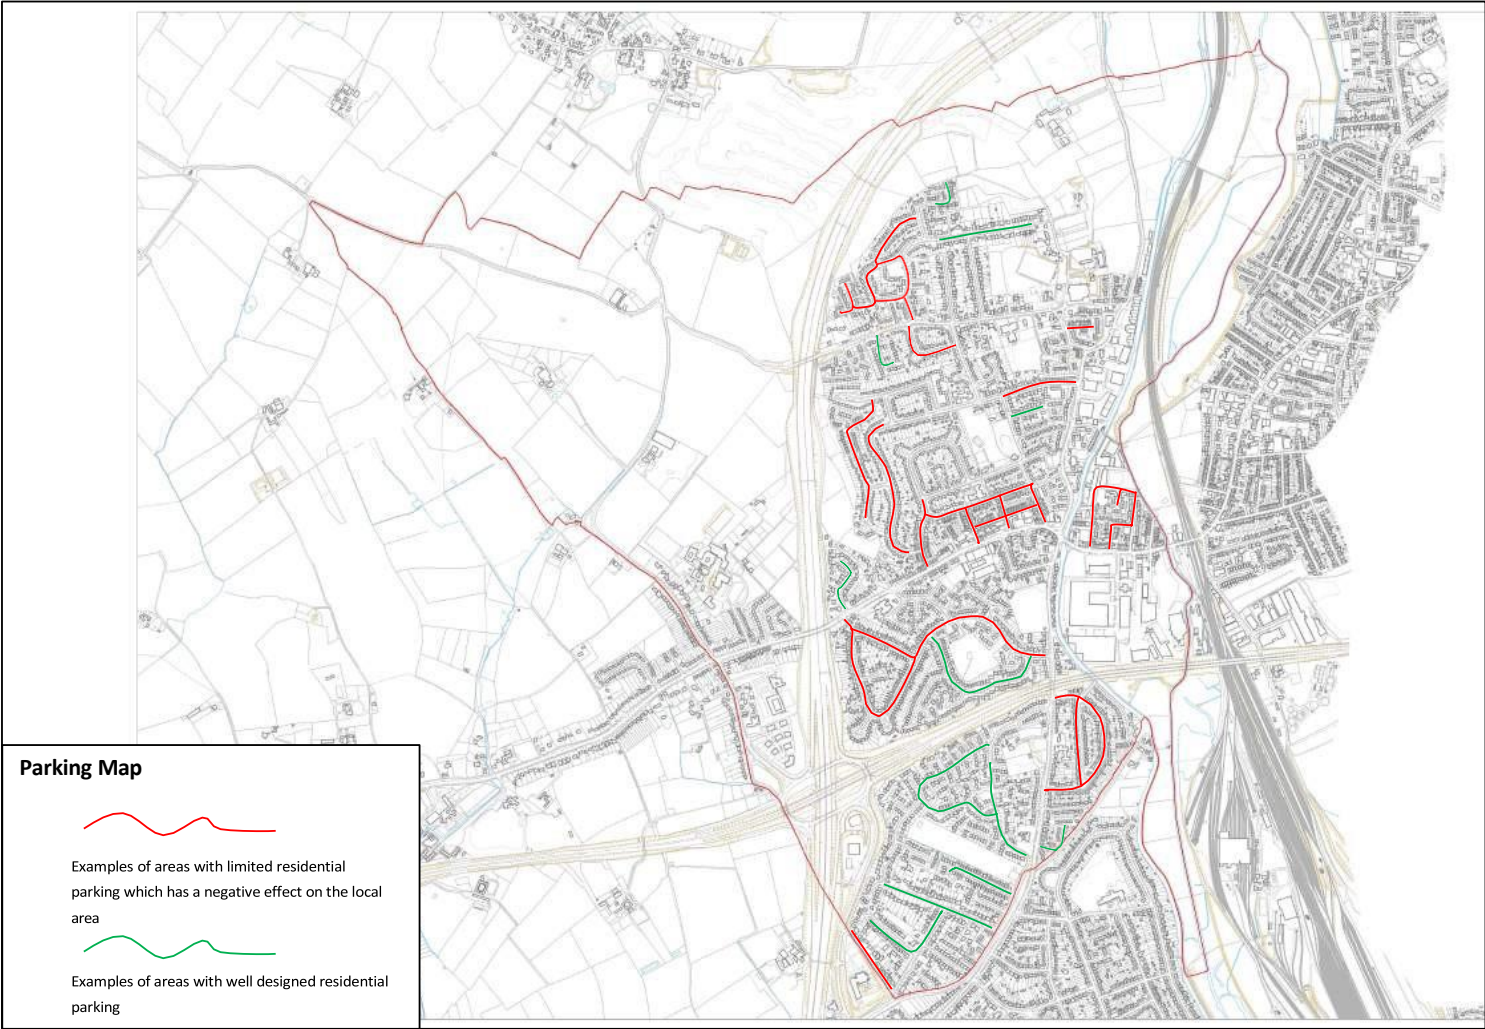 Parking Map
Examples of areas with limited residential
parking which has a negative effect on the local
area
Examples of areas with well designed residential
parking